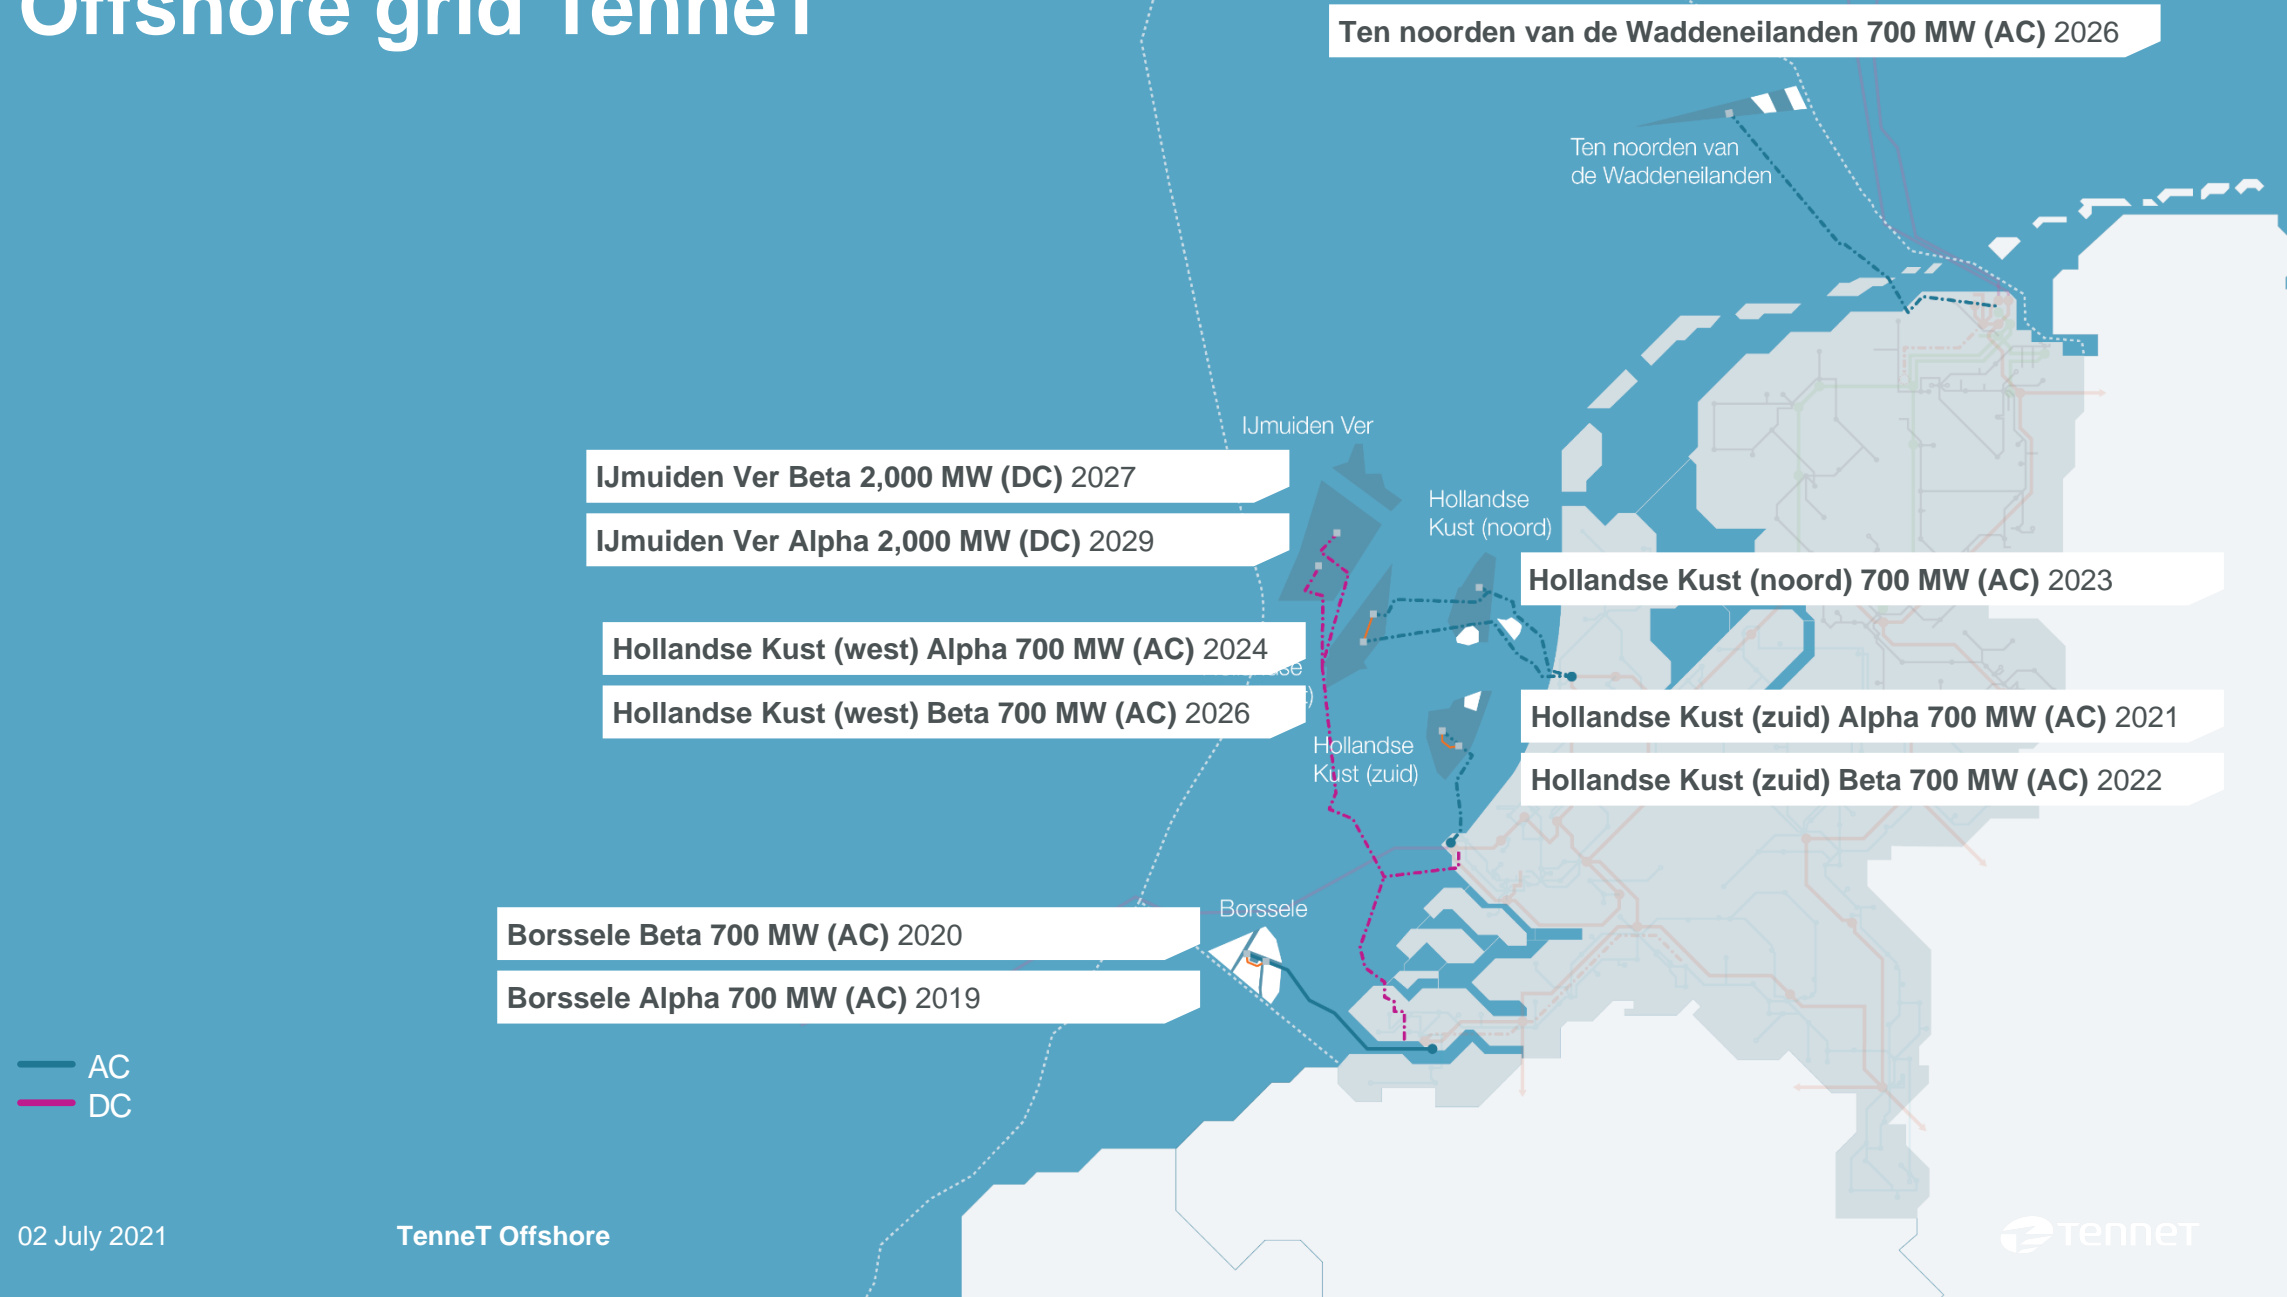 Offshore grid TenneT
Ten noorden van de Waddeneilanden 700 MW (AC) 2026
Ten noorden van
de Waddeneilanden
IJmuiden Ver
IJmuiden Ver Beta 2,000 MW (DC) 2027
IJmuiden Ver Alpha 2,000 MW (DC) 2029
Hollandse
Kust (noord)
Hollandse Kust (noord) 700 MW (AC) 2023
Hollandse Kust (west) Alpha 700 MW (AC) 2024
Hollandse Kust (west) Beta 700 MW (AC) 2026
Hollandse Kust (zuid) Alpha 700 MW (AC) 2021
Hollandse Kust (zuid) Beta 700 MW (AC) 2022
Hollandse
Kust (zuid)
Borssele
Borssele Beta 700 MW (AC) 2020
Borssele Alpha 700 MW (AC) 2019
AC
DC
02 July 2021
TenneT Offshore
TenneT